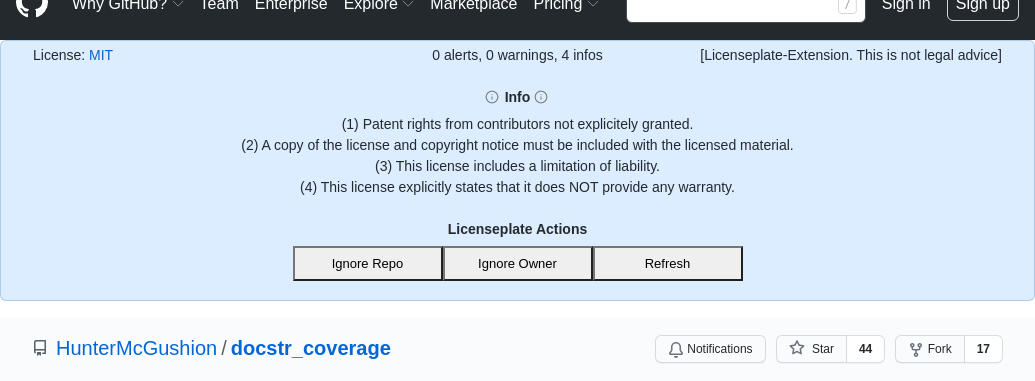 Why GitHub? Team Enterprise Explore Marketplace Pricing / Sign in Sign up
License: MIT 0 alerts, 0 warnings, 4 infos [Licenseplate-Extension. This is not legal advice]
Info
(1) Patent rights from contributors not explicitely granted.
(2) A copy of the license and copyright notice must be included with the licensed material.
(3) This license includes a limitation of liability.
(4) This license explicitly states that it does NOT provide any warranty.
Licenseplate Actions
Ignore Repo Ignore Owner Refresh
HunterMcGushion / docstr_coverage Notifications Star 44 Fork 17